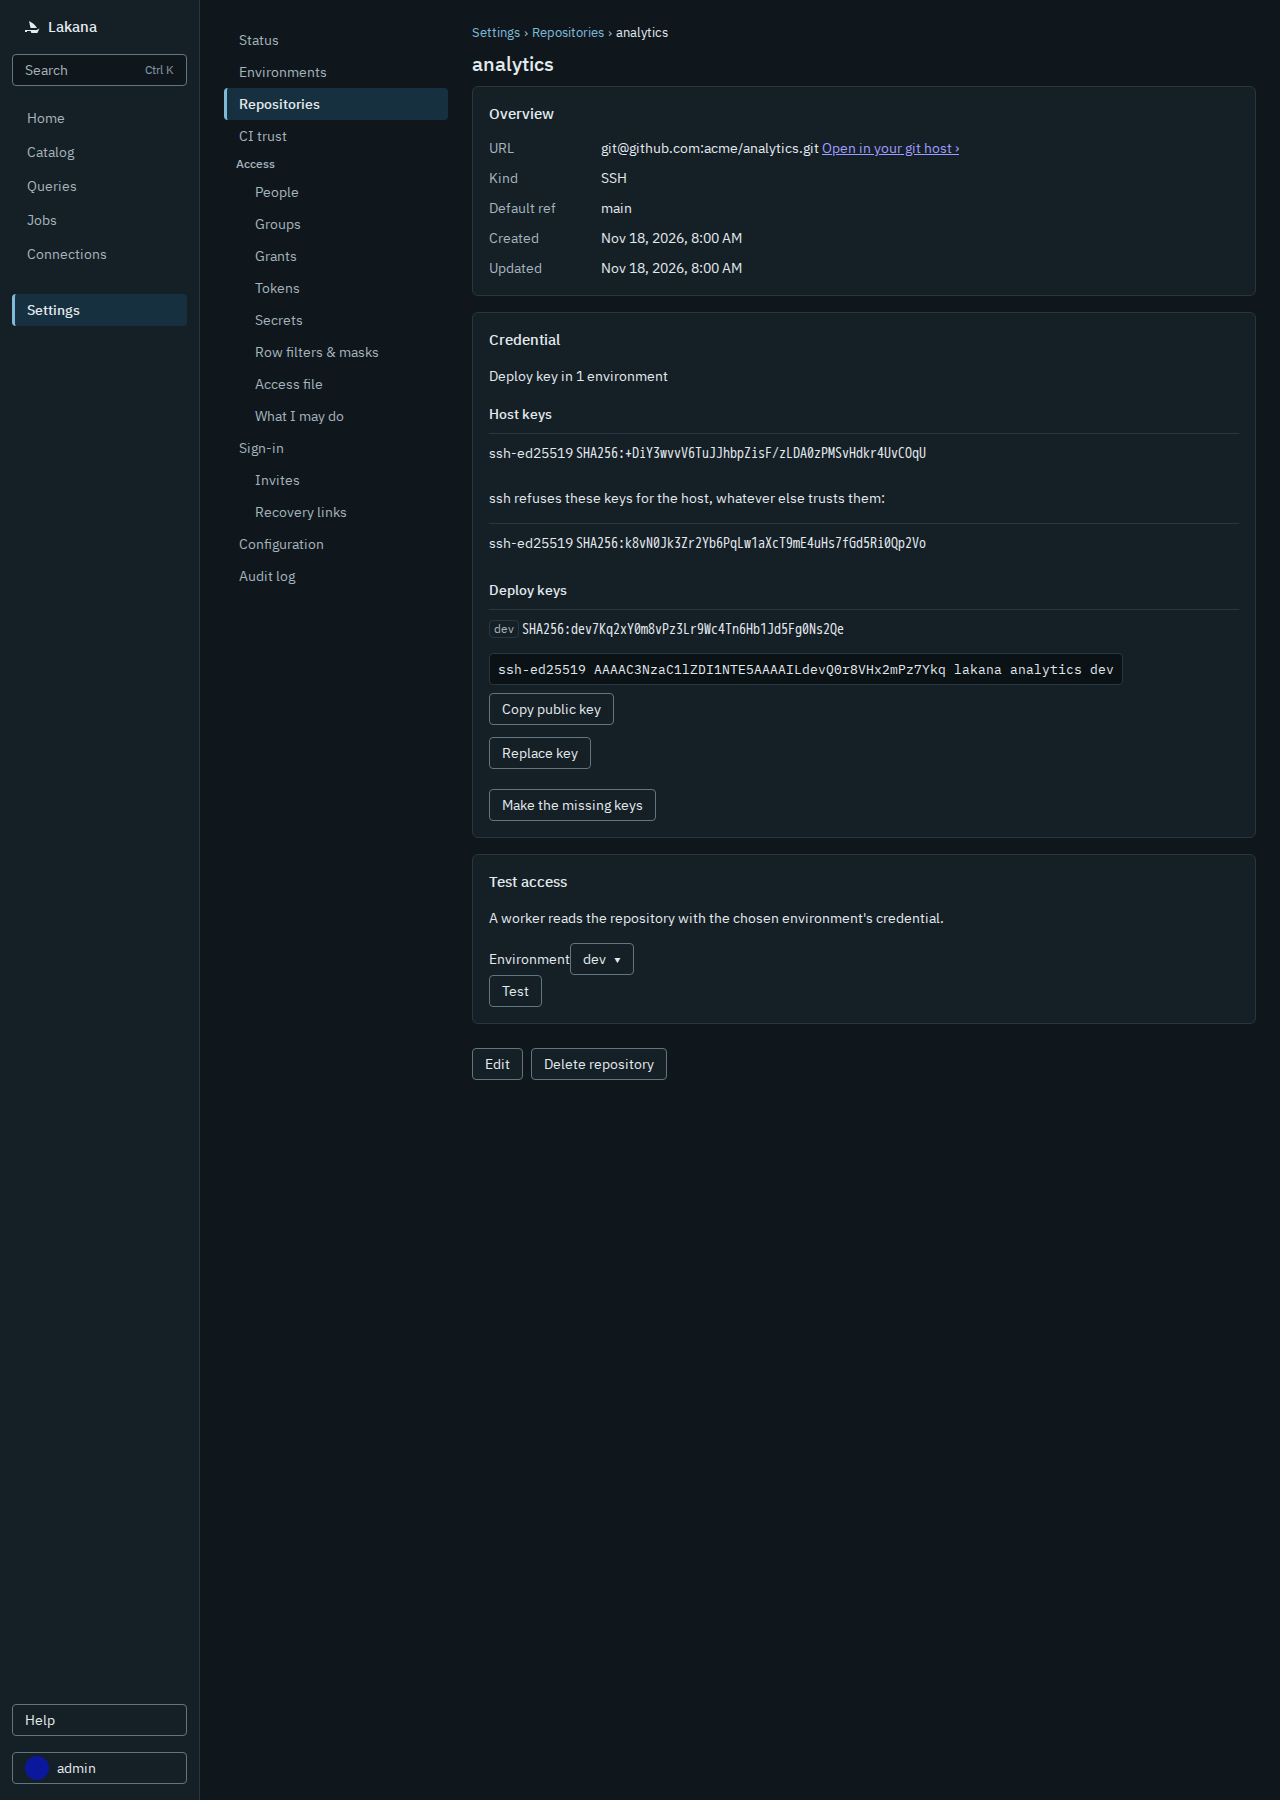 Lakana
Search Ctrl K
Home
Catalog
Queries
Jobs
Connections
Settings
Help
admin
Status
Environments
Repositories
CI trust
Access
People
Groups
Grants
Tokens
Secrets
Row filters & masks
Access file
What I may do
Sign-in
Invites
Recovery links
Configuration
Audit log
Settings › Repositories › analytics
analytics
Overview
URL git@github.com:acme/analytics.git Open in your git host ›
Kind SSH
Default ref main
Created Nov 18, 2026, 8:00 AM
Updated Nov 18, 2026, 8:00 AM
Credential
Deploy key in 1 environment
Host keys
ssh-ed25519 SHA256:+DiY3wvvV6TuJJhbpZisF/zLDA0zPMSvHdkr4UvCOqU
ssh refuses these keys for the host, whatever else trusts them:
ssh-ed25519 SHA256:k8vN0Jk3Zr2Yb6PqLw1aXcT9mE4uHs7fGd5Ri0Qp2Vo
Deploy keys
dev SHA256:dev7Kq2xY0m8vPz3Lr9Wc4Tn6Hb1Jd5Fg0Ns2Qe
ssh-ed25519 AAAAC3NzaC1lZDI1NTE5AAAAILdevQ0r8VHx2mPz7Ykq lakana analytics dev
Copy public key
Replace key
Make the missing keys
Test access
A worker reads the repository with the chosen environment's credential.
Environment dev
Test
Edit Delete repository